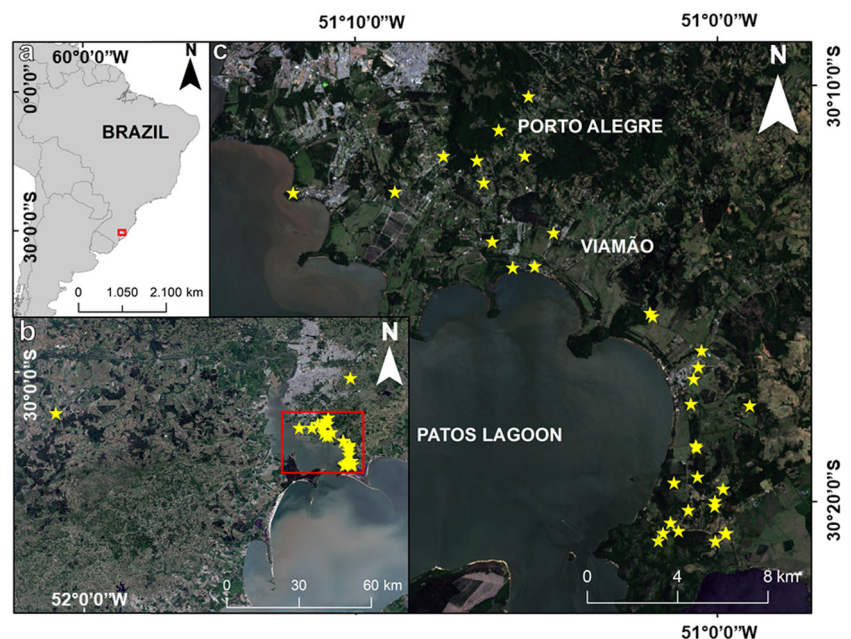 51°10'0"W
51°0'0"W
a
60°0'0"W
N
0°0'0"
BRAZIL
30°0'0"S
0
1.050
2.100 km
c
N
30°10'0"S
PORTO ALEGRE
VIAMÃO
PATOS LAGOON
30°20'0"S
0
4
8 km
b
N
30°0'0"S
0
30
60 km
52°0'0"W
51°0'0"W